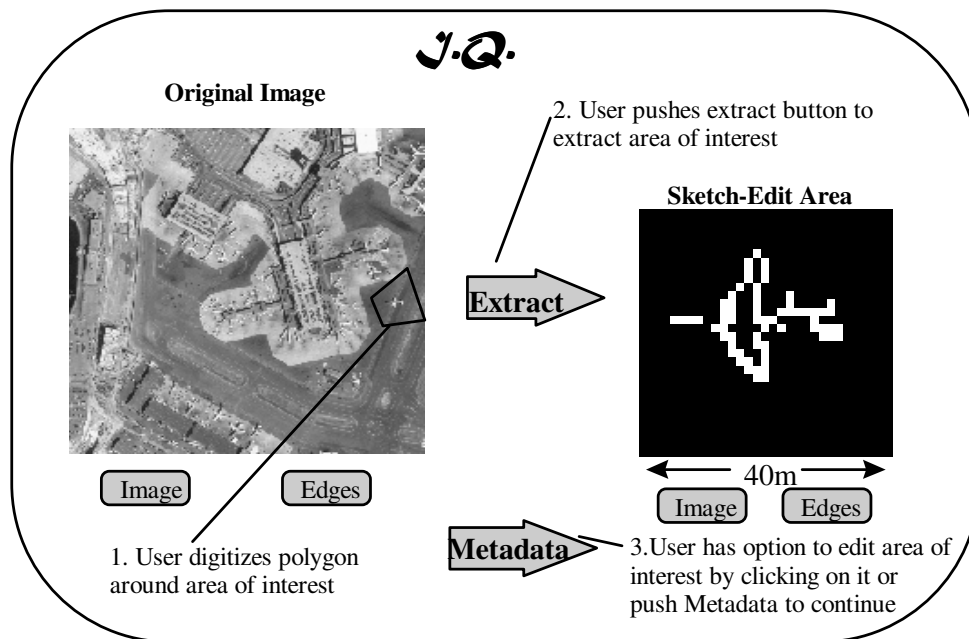 J.Q.
Original Image
2. User pushes extract button to
extract area of interest
Sketch-Edit Area
Extract
40m
Image
Edges
Image
Edges
Metadata
1. User digitizes polygon
around area of interest
3.User has option to edit area of
interest by clicking on it or
push Metadata to continue